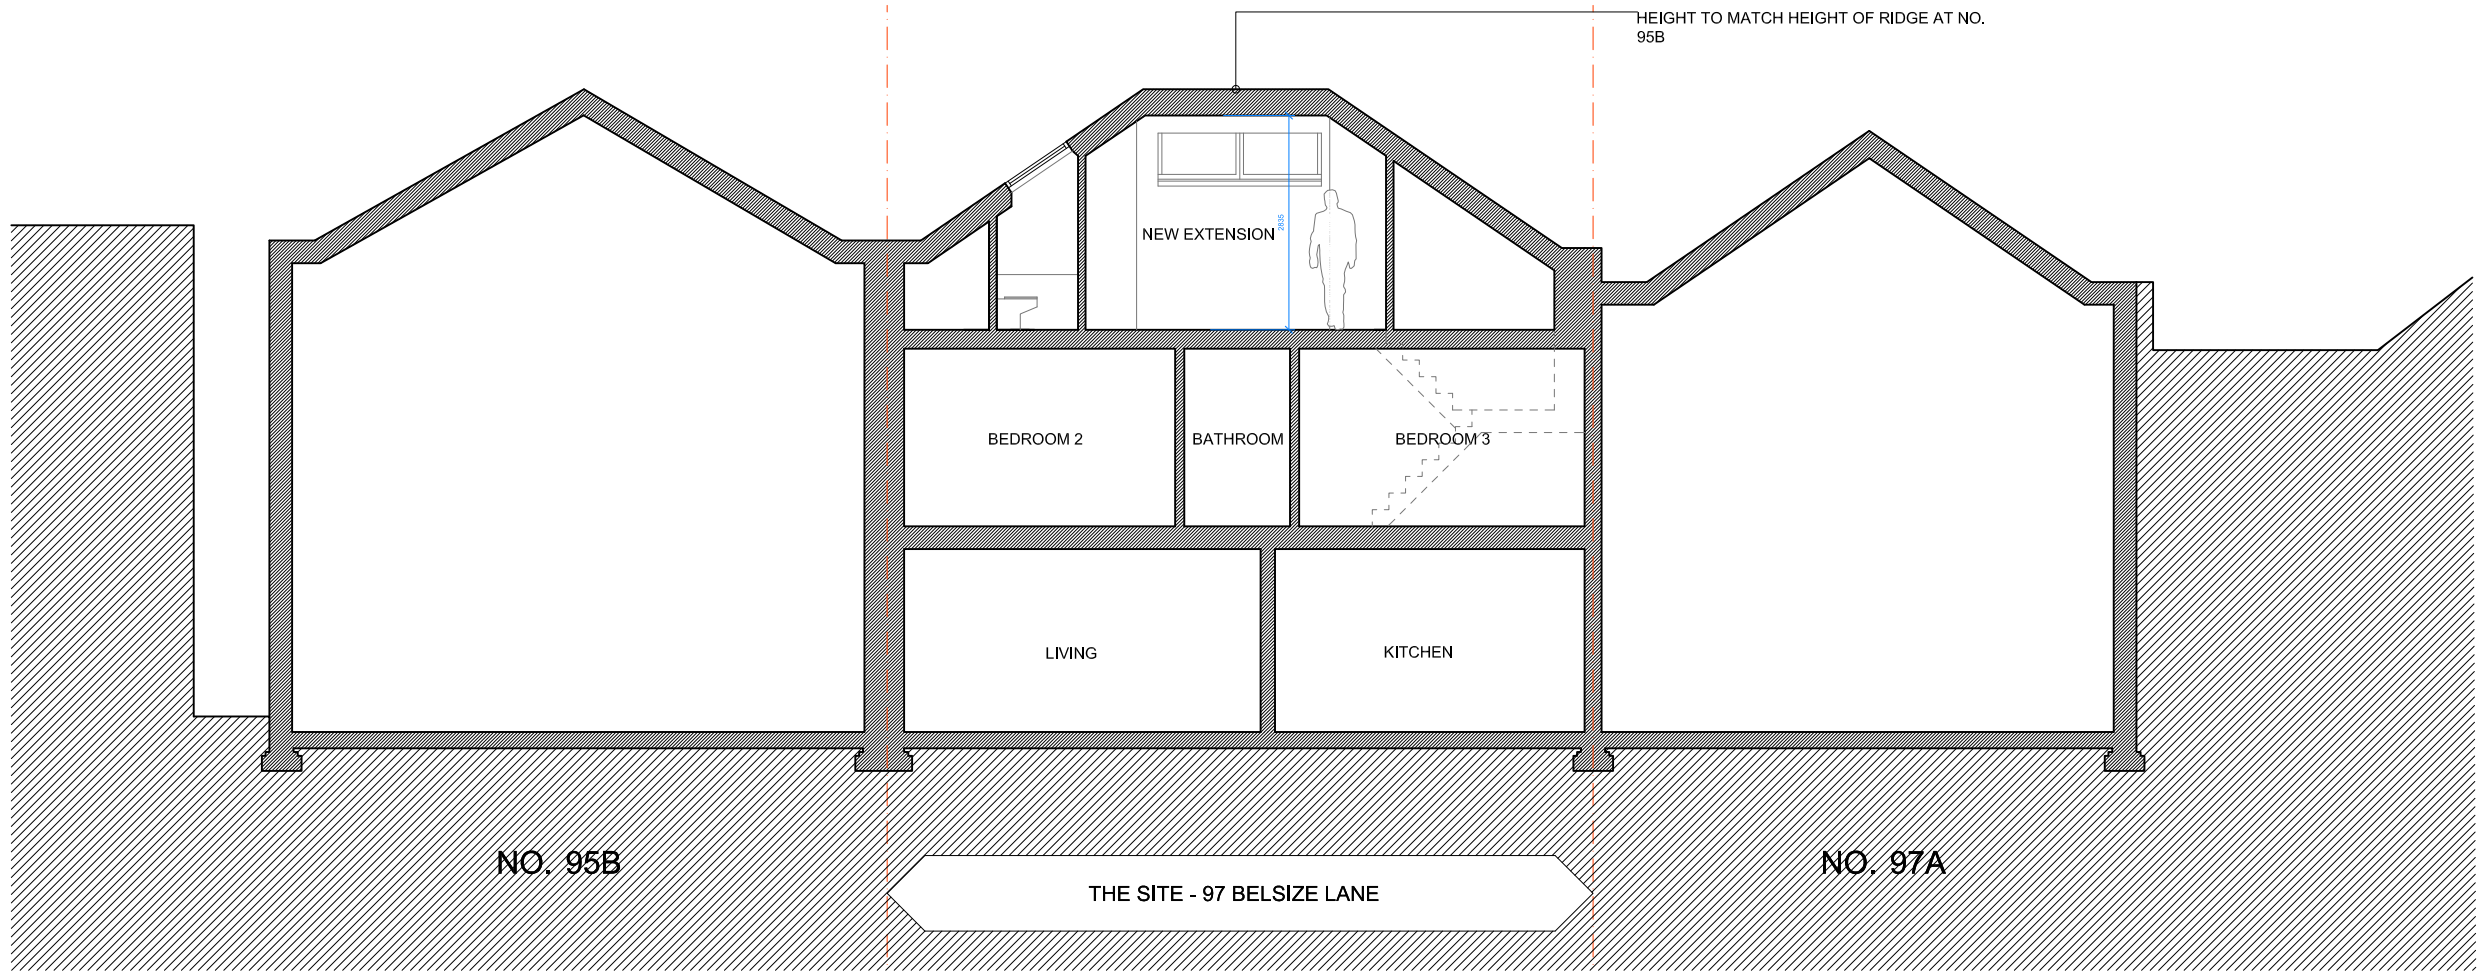 HEIGHT TO MATCH HEIGHT OF RIDGE AT NO.
95B
2835
NEW EXTENSION
BEDROOM 2
BATHROOM
BEDROOM 3
LIVING
KITCHEN
NO. 95B
THE SITE - 97 BELSIZE LANE
NO. 97A